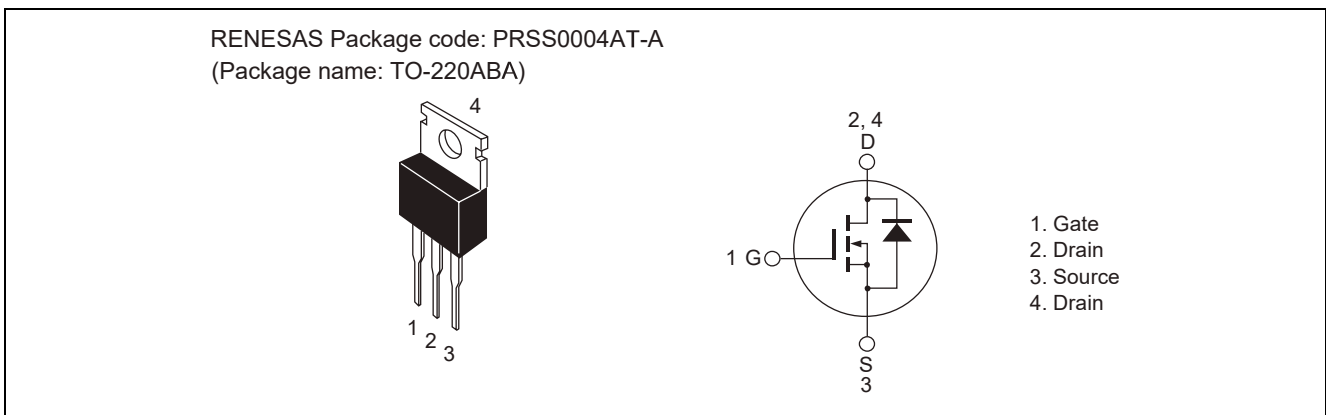 RENESAS Package code: PRSS0004AT-A
(Package name: TO-220ABA)
4
1
2
3
2, 4
D
1 G
S
3
1. Gate
2. Drain
3. Source
4. Drain